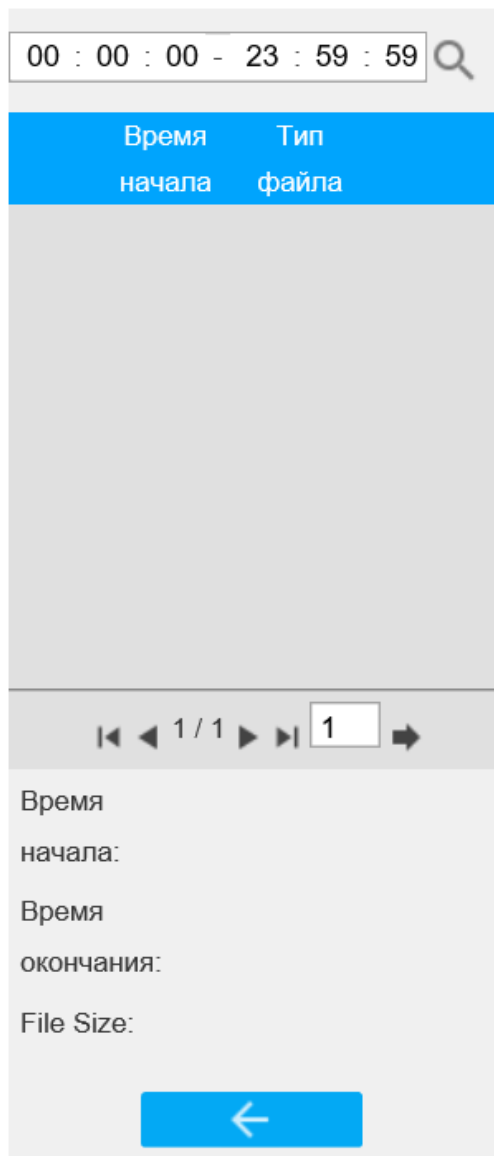 00 : 00 : 00 - 23 : 59 : 59
Время Тип
начала файла
1 / 1 1
Время
начала:
Время
окончания:
File Size: